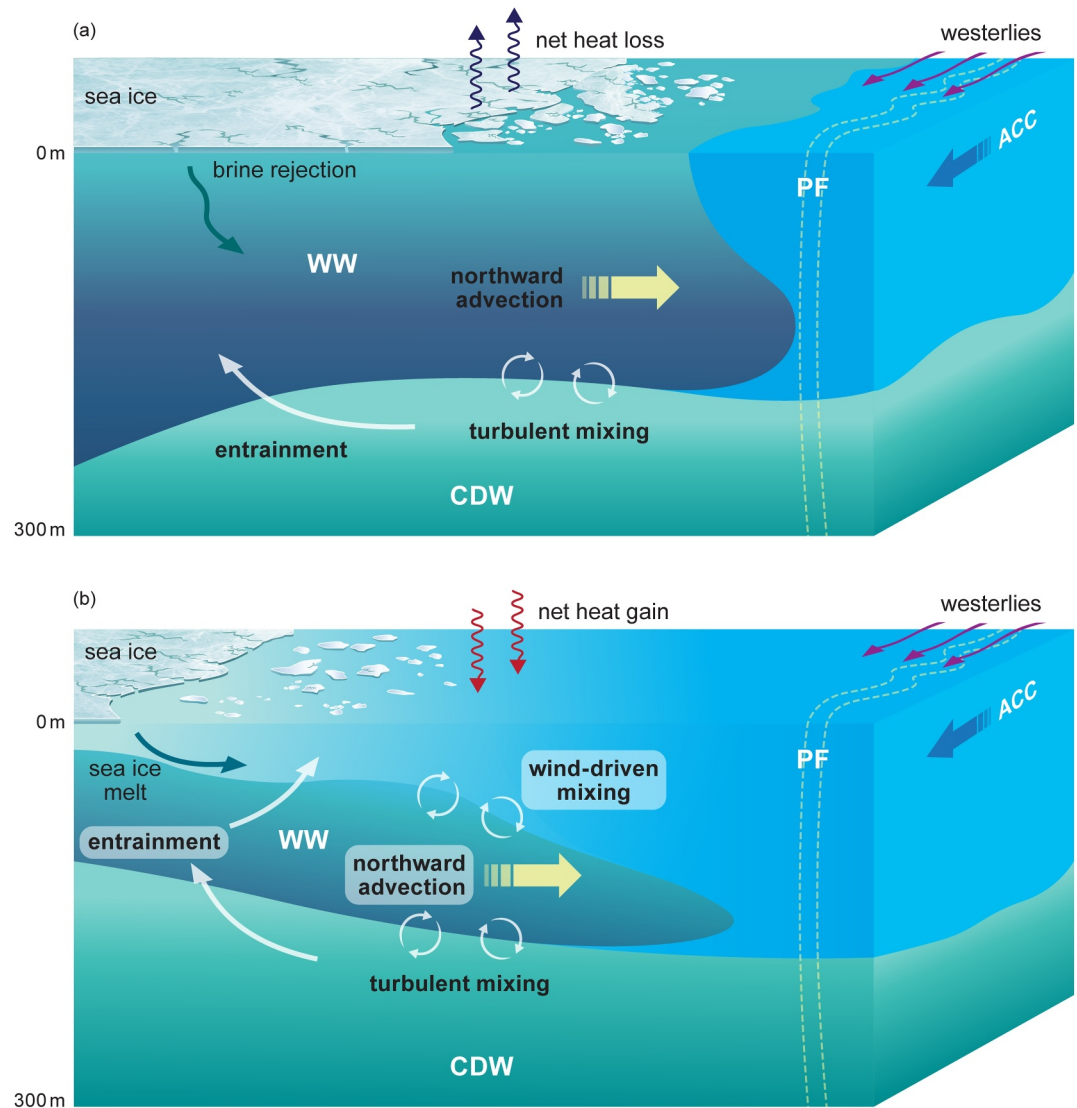 (a)
net heat loss
westerlies
sea ice
ACC
0 m
brine rejection
PF
WW
northward
advection
turbulent mixing
entrainment
CDW
300 m
(b)
net heat gain
westerlies
sea ice
ACC
0 m
PF
wind-driven
mixing
sea ice
melt
entrainment
WW
northward
advection
turbulent mixing
CDW
300 m